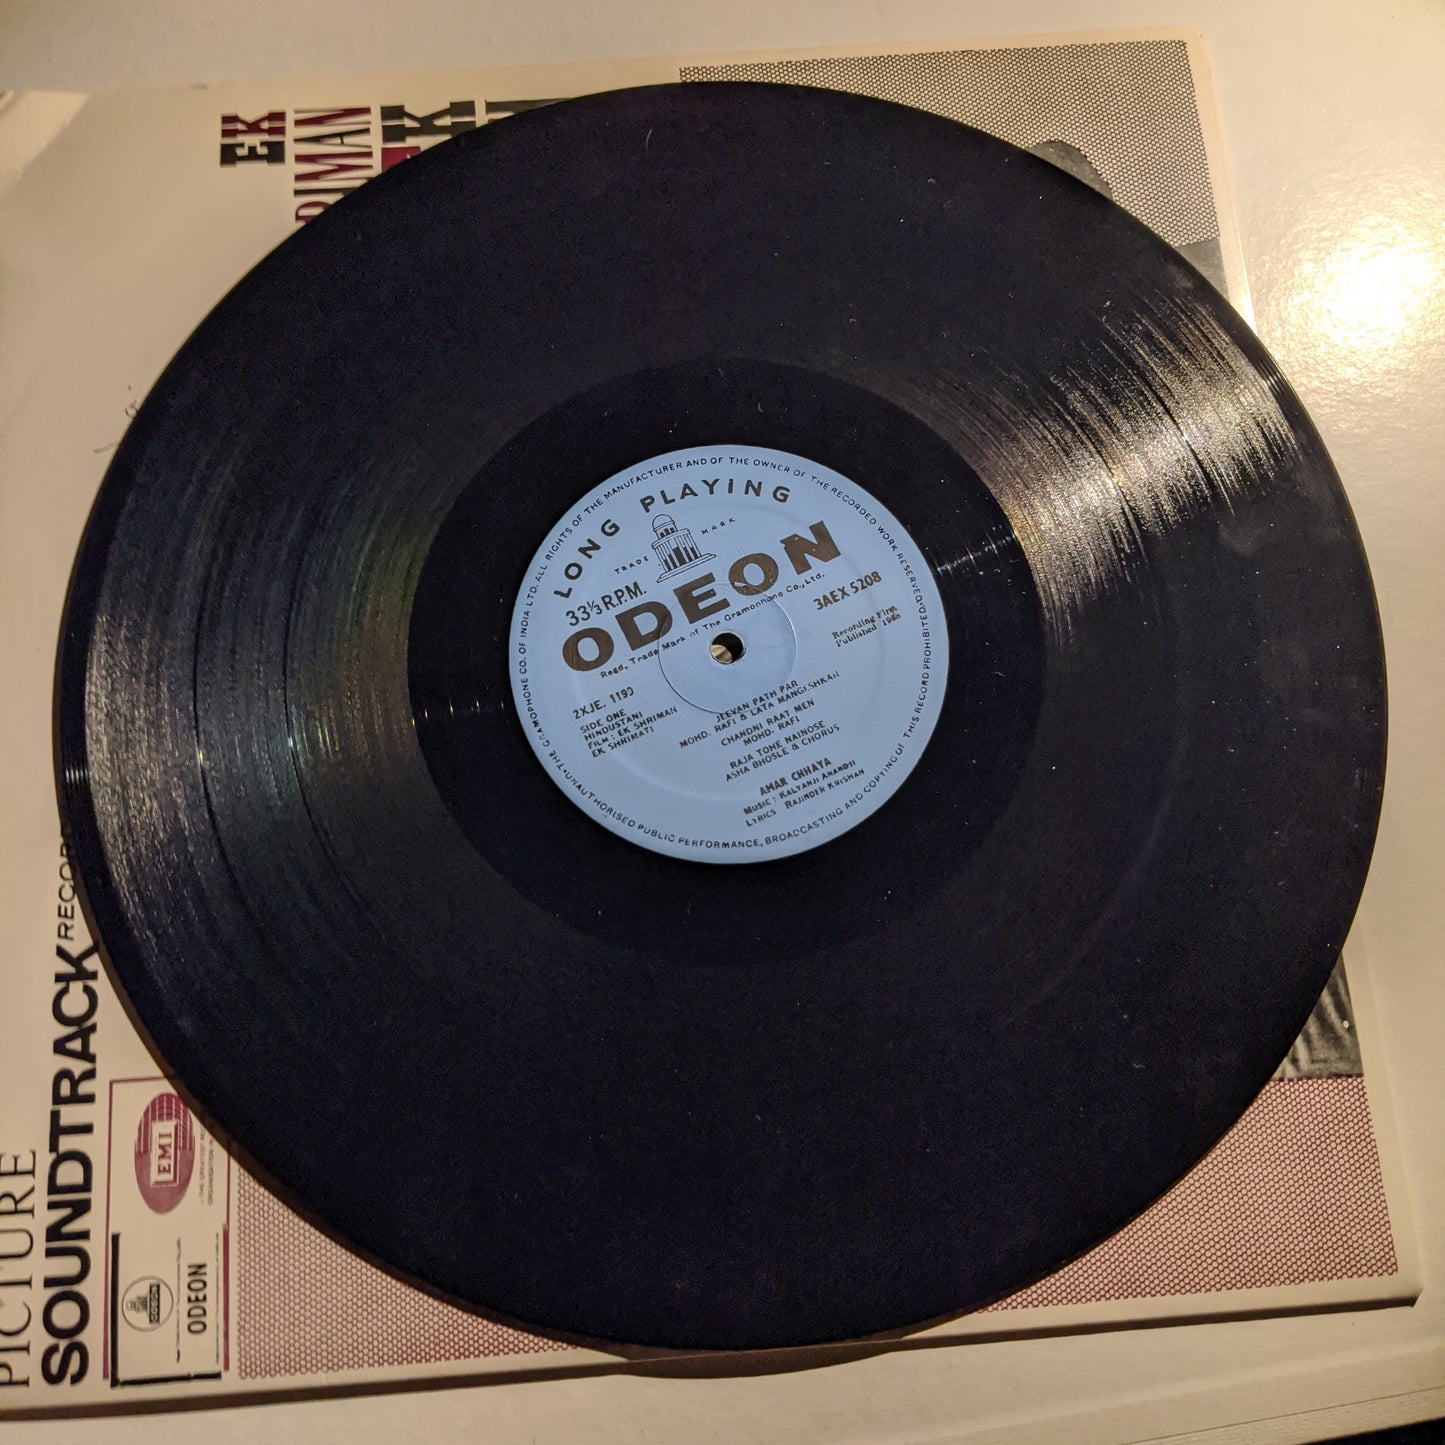 EK
EK
LONG PLAYING
TRADE MARK
33⅓ R.P.M.
ODEON
Regd. Trade Mark of The Gramophone Co., Ltd.
3AEX 5208
Recording First
Published 1968
2XJE. 1190
SIDE ONE
HINDUSTANI
FILM : EK SHRIMAN
EK SHRIMATI
JEEVAN PATH PAR
MOHD. RAFI & LATA MANGESHKAR
CHANDNI RAAT MEN
MOHD. RAFI
RAJA TOHE NAINOSE
ASHA BHOSLE & CHORUS
AMAR CHHAYA
MUSIC : KALYANJI ANANDJI
LYRICS RAJINDER KRISHAN
THE GRAMOPHONE CO. OF INDIA LTD. ALL RIGHTS OF THE MANUFACTURER AND OF THE OWNER OF THE RECORDED WORK RESERVED. UNAUTHORISED PUBLIC PERFORMANCE, BROADCASTING AND COPYING OF THIS RECORD PROHIBITED.
PICTURE
SOUNDTRACK
EMI
ODEON